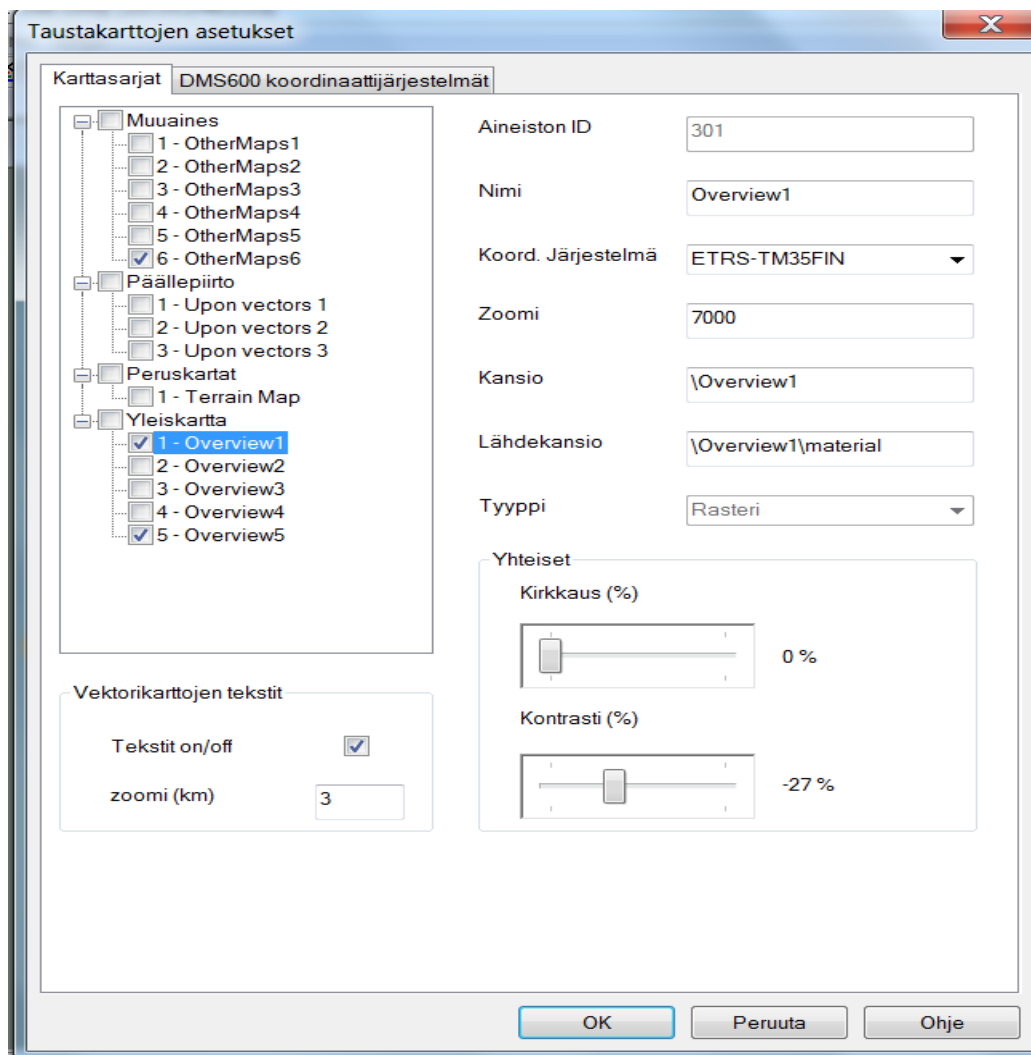 Taustakarttojen asetukset
Karttasarjat DMS600 koordinaattijärjestelmät
Muuaines
1 - OtherMaps1
2 - OtherMaps2
3 - OtherMaps3
4 - OtherMaps4
5 - OtherMaps5
6 - OtherMaps6
Päällepiirto
1 - Upon vectors 1
2 - Upon vectors 2
3 - Upon vectors 3
Peruskartat
1 - Terrain Map
Yleiskartta
1 - Overview1
2 - Overview2
3 - Overview3
4 - Overview4
5 - Overview5
Vektorikarttojen tekstit
Tekstit on/off
zoomi (km) 3
Aineiston ID 301
Nimi Overview1
Koord. Järjestelmä ETRS-TM35FIN
Zoomi 7000
Kansio \Overview1
Lähdekansio \Overview1\material
Tyyppi Rasteri
Yhteiset
Kirkkaus (%)
0 %
Kontrasti (%)
-27 %
OK Peruuta Ohje